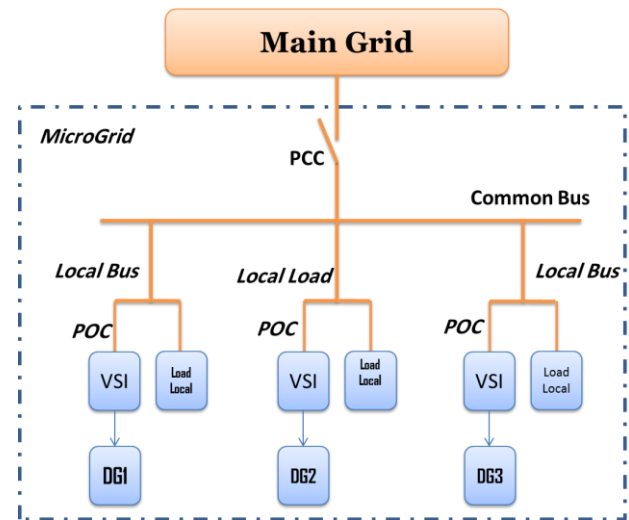 Main Grid
MicroGrid
PCC
Common Bus
Local Bus
Local Load
Local Bus
POC
POC
POC
VSI
Load
Local
VSI
Load
Local
VSI
Load
Local
DG1
DG2
DG3